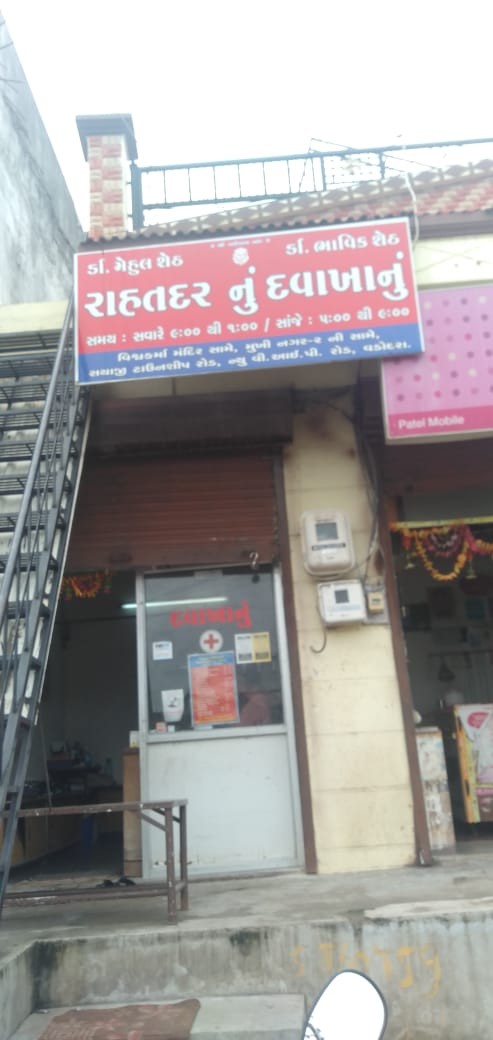 ર્ડા. મેહુલ શેઠ
ર્ડા. ભાવિક શેઠ
રાહતદર નું દવાખાનું
સમય : સવારે ૯:૦૦ થી ૧:૦૦ / સાંજે : ૫:૦૦ થી ૯:૦૦
વિશ્વકર્મા મંદિર સામે, મુખી નગર-૨ ની સામે,
સયાજી ટાઉનશીપ રોડ, ન્યુ વી.આઈ.પી. રોડ, વડોદરા.
Patel Mobile
દવાખાનું